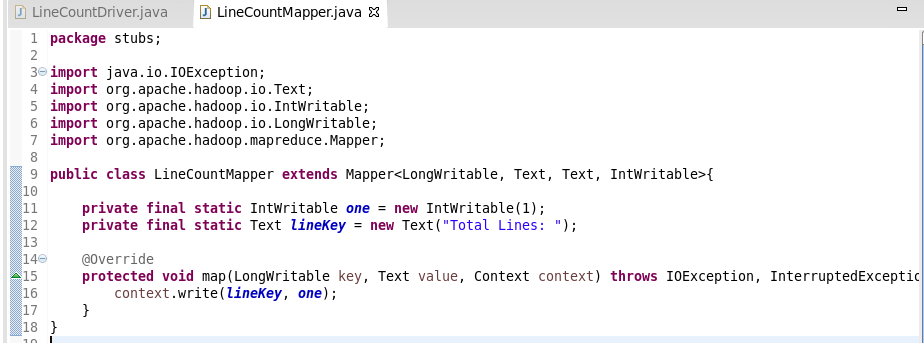 LineCountDriver.java LineCountMapper.java
1 package stubs;
2
3 import java.io.IOException;
4 import org.apache.hadoop.io.Text;
5 import org.apache.hadoop.io.IntWritable;
6 import org.apache.hadoop.io.LongWritable;
7 import org.apache.hadoop.mapreduce.Mapper;
8
9 public class LineCountMapper extends Mapper<LongWritable, Text, Text, IntWritable>{
10
11 private final static IntWritable one = new IntWritable(1);
12 private final static Text lineKey = new Text("Total Lines: ");
13
14 @Override
15 protected void map(LongWritable key, Text value, Context context) throws IOException, InterruptedExceptio
16 context.write(lineKey, one);
17 }
18 }
19